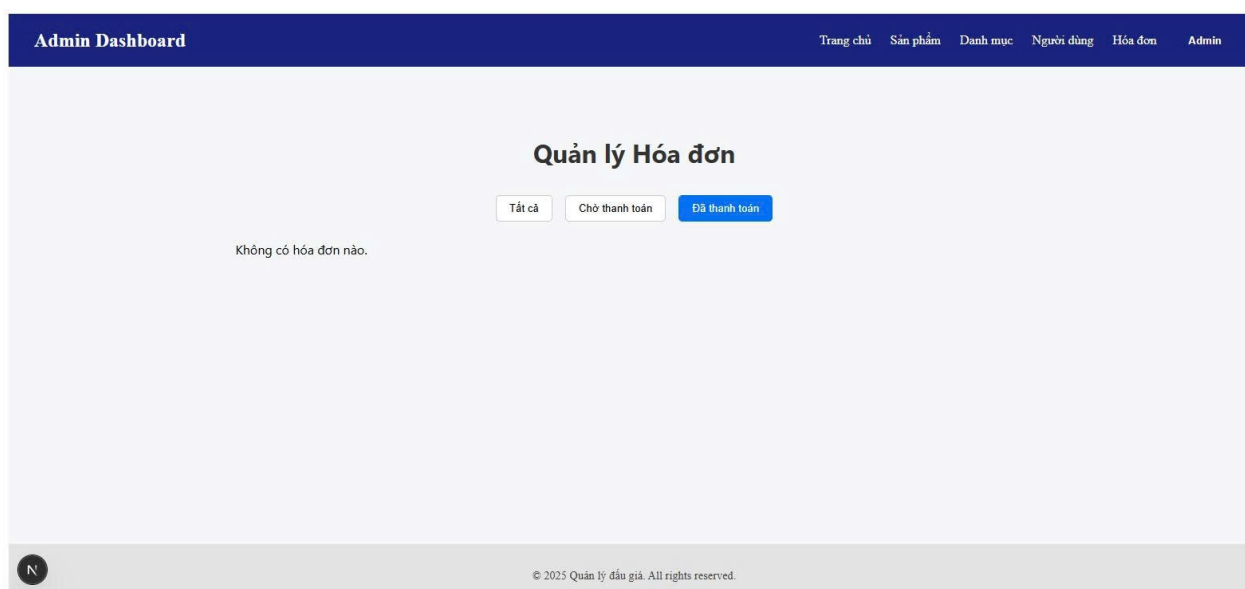 Admin Dashboard Trang chủ Sản phẩm Danh mục Người dùng Hóa đơn Admin
Quản lý Hóa đơn
Tất cả Chờ thanh toán Đã thanh toán
Không có hóa đơn nào.
N
© 2025 Quản lý đấu giá. All rights reserved.